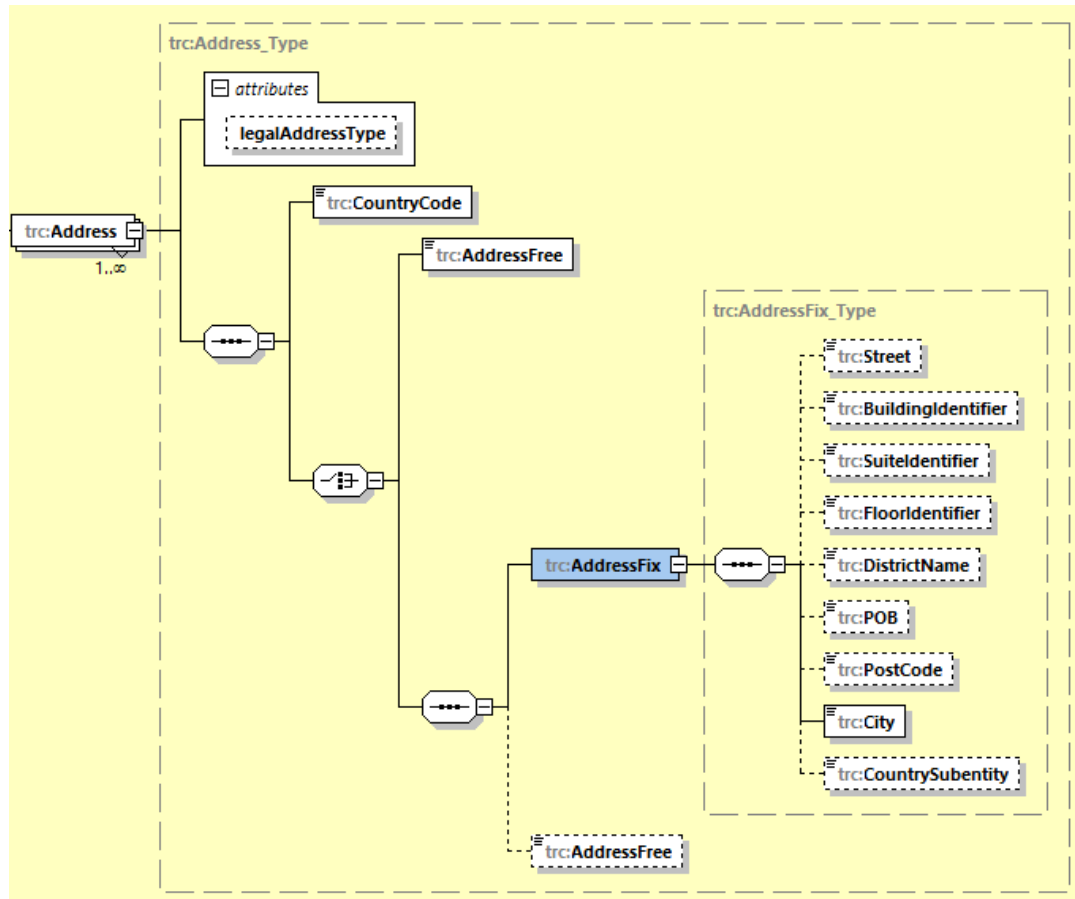 trc:Address_Type
attributes
legalAddressType
trc:CountryCode
trc:Address
trc:AddressFree
1..∞
trc:AddressFix_Type
trc:Street
trc:BuildingIdentifier
trc:SuiteIdentifier
trc:FloorIdentifier
trc:AddressFix
trc:DistrictName
trc:POB
trc:PostCode
trc:City
trc:CountrySubentity
trc:AddressFree